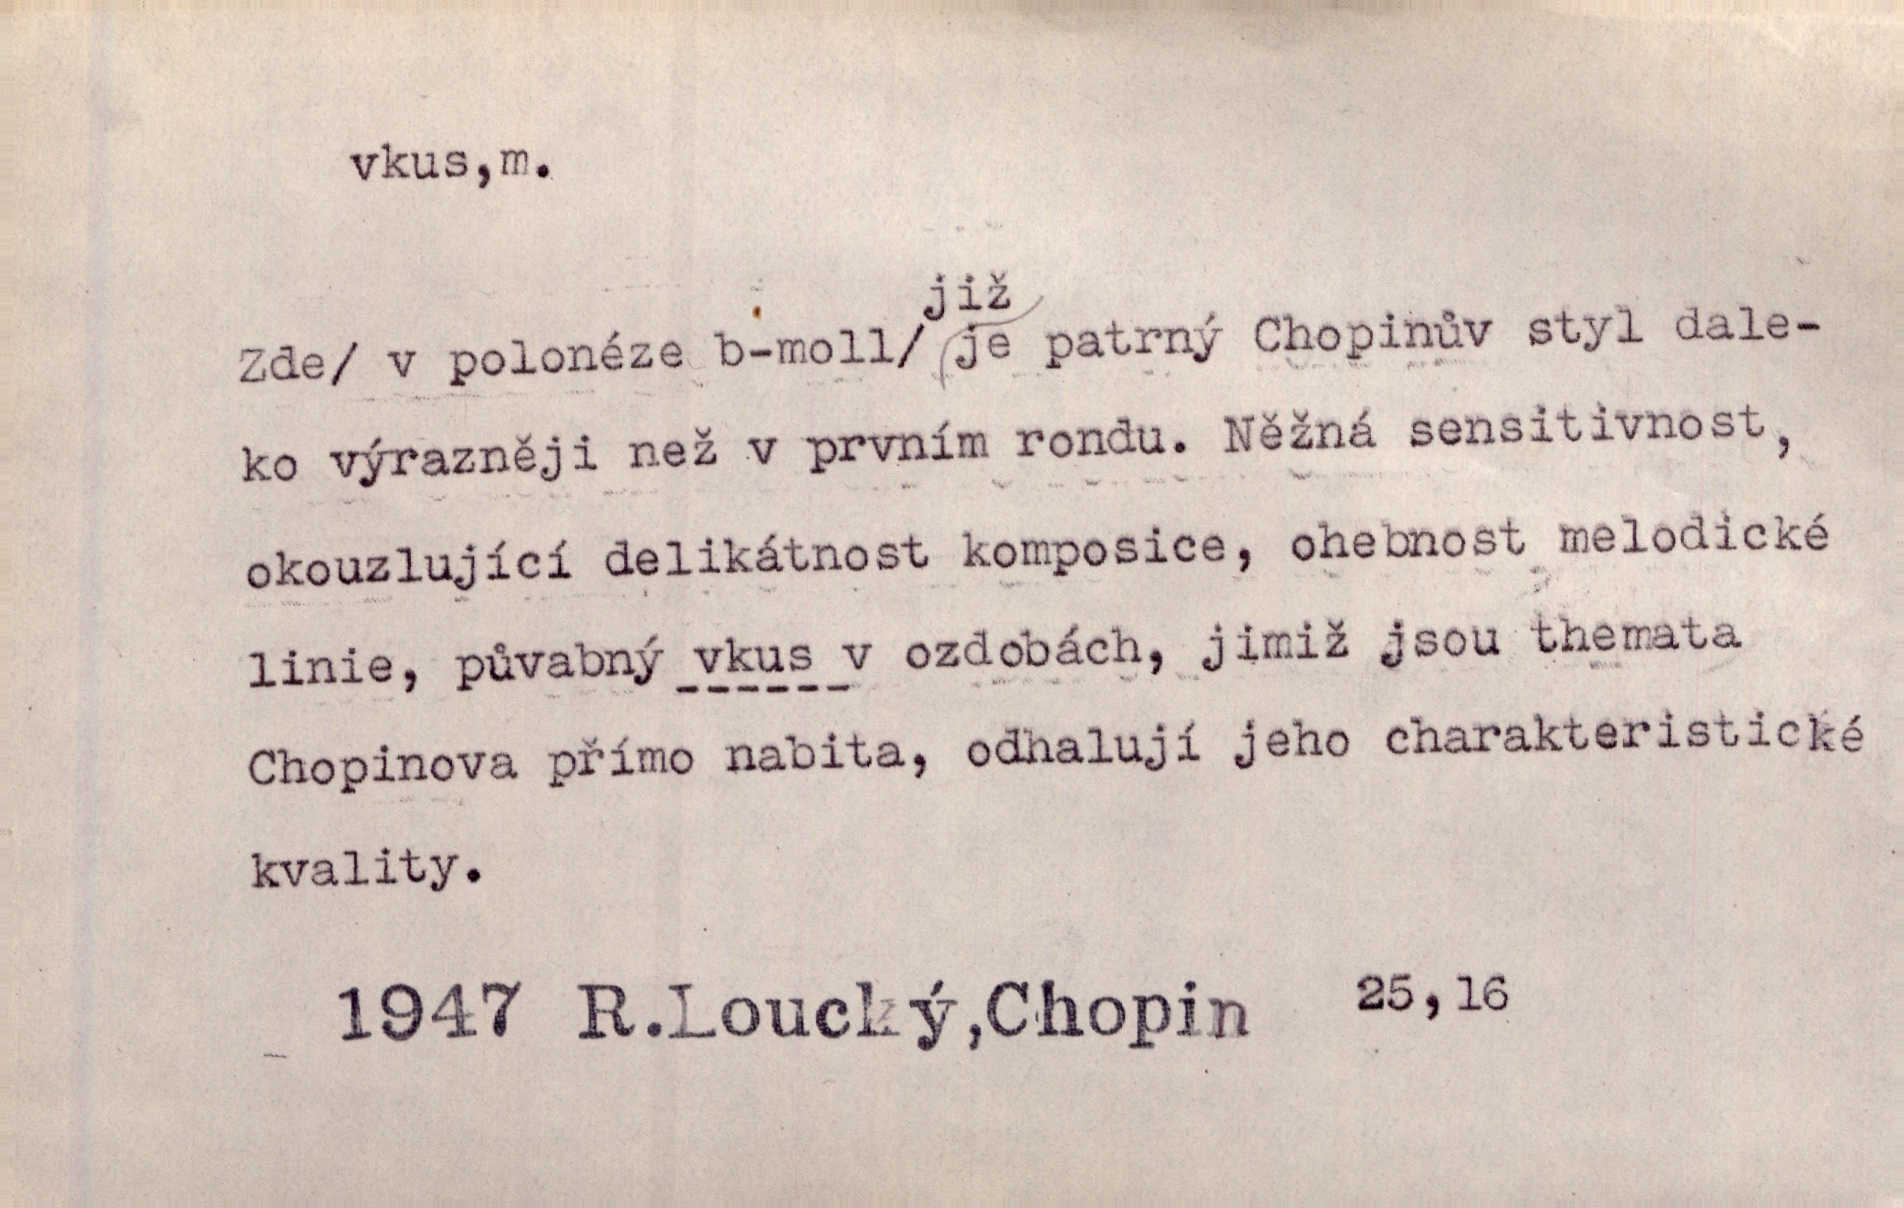 vkus,m.
již
Zde/ v polonéze b-moll/ je patrný Chopinův styl dale-
ko výrazněji než v prvním rondu. Něžná sensitivnost,
okouzlující delikátnost komposice, ohebnost melodické
linie, půvabný vkus v ozdobách, jimiž jsou themata
Chopinova přímo nabita, odhalují jeho charakteristické
kvality.
1947 R.Loucký,Chopin 25,16